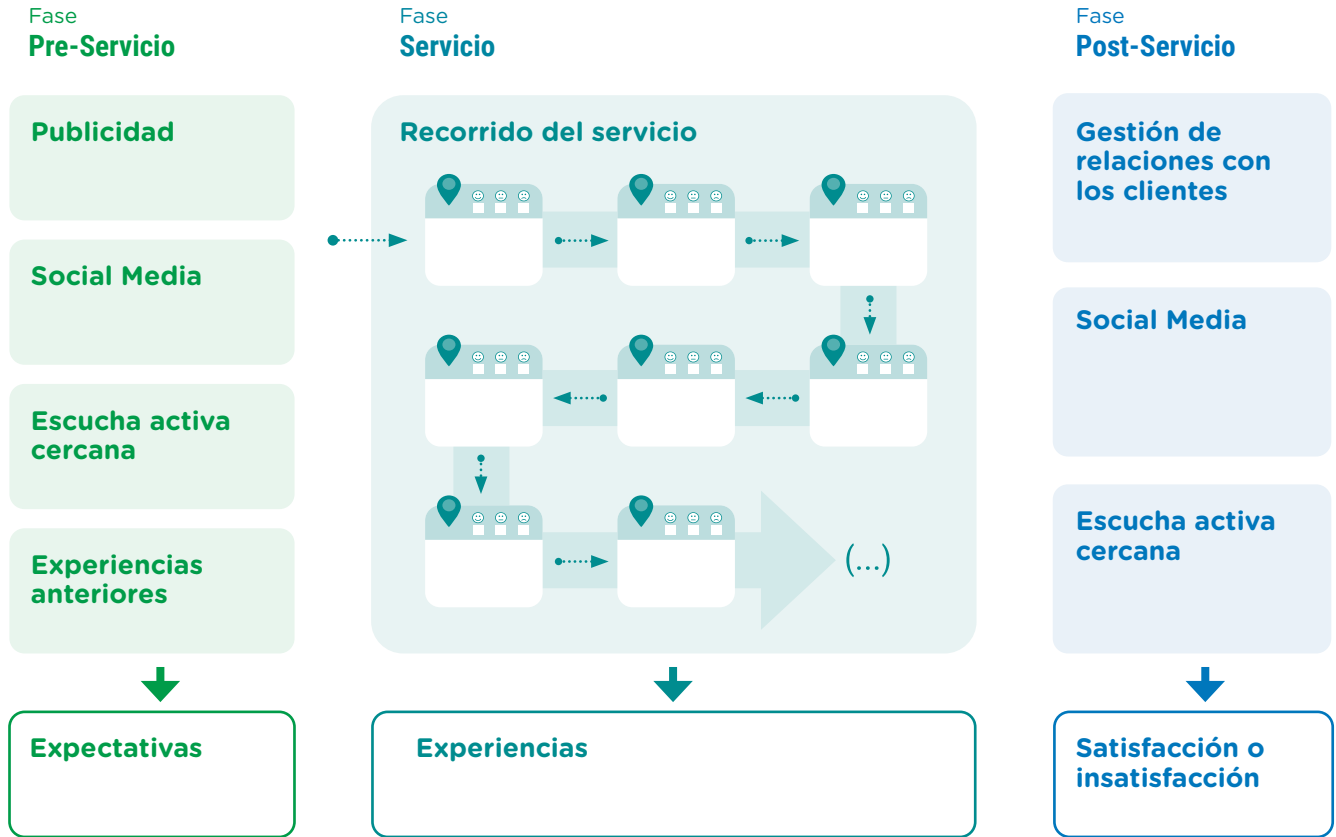 Fase
Pre-Servicio
Publicidad
Social Media
Escucha activa
cercana
Experiencias
anteriores
Expectativas
Fase
Servicio
Recorrido del servicio
(...)
Experiencias
Fase
Post-Servicio
Gestión de
relaciones con
los clientes
Social Media
Escucha activa
cercana
Satisfacción o
insatisfacción